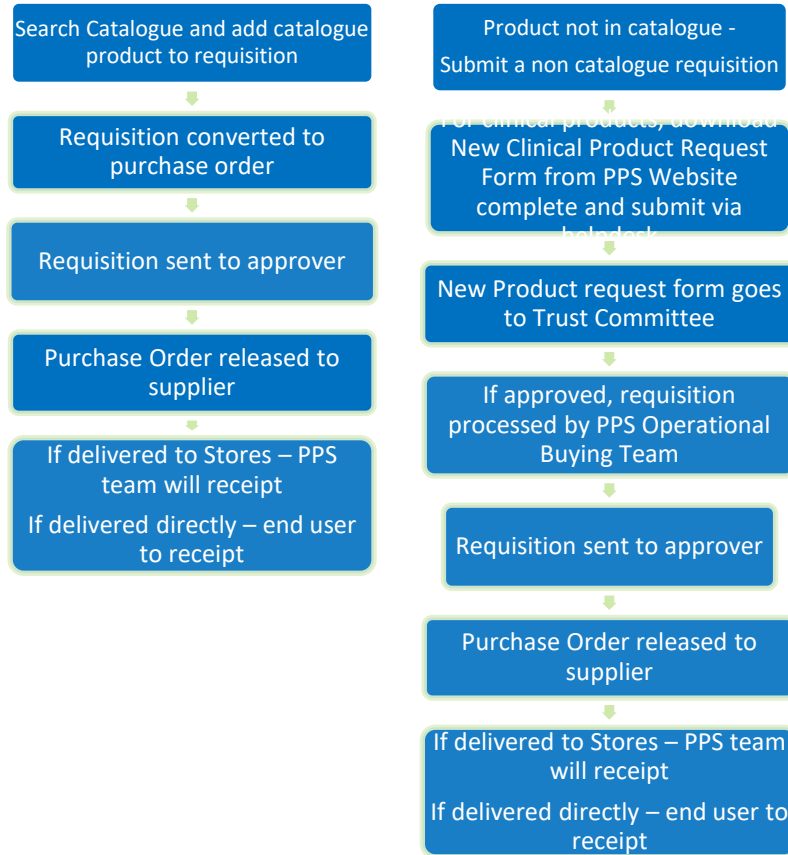 Search Catalogue and add catalogue
product to requisition
Requisition converted to
purchase order
Requisition sent to approver
Purchase Order released to
supplier
If delivered to Stores – PPS
team will receipt
If delivered directly – end user
to receipt
Product not in catalogue -
Submit a non catalogue requisition
For clinical products, download
New Clinical Product Request
Form from PPS Website
complete and submit via
helpdesk
New Product request form goes
to Trust Committee
If approved, requisition
processed by PPS Operational
Buying Team
Requisition sent to approver
Purchase Order released to
supplier
If delivered to Stores – PPS team
will receipt
If delivered directly – end user to
receipt